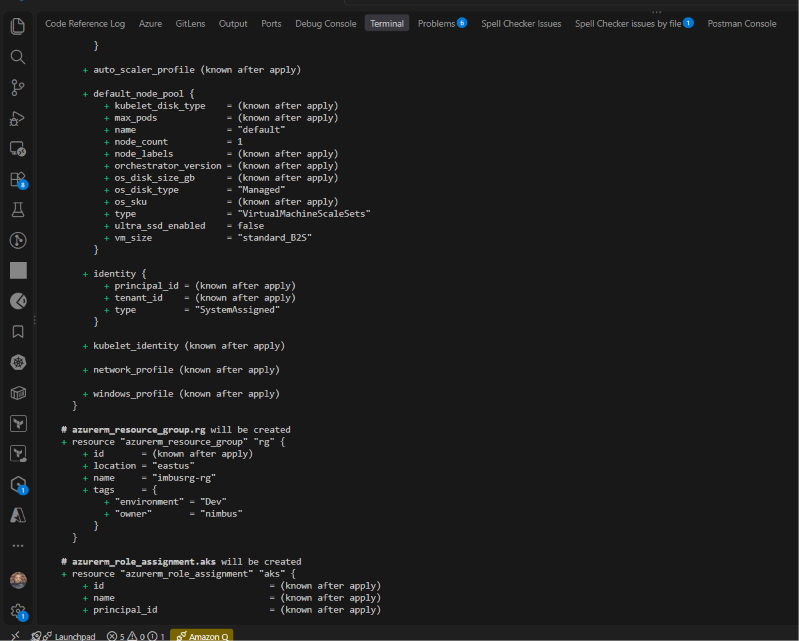 Code Reference Log Azure GitLens Output Ports Debug Console Terminal Problems 6 Spell Checker Issues Spell Checker issues by file 1 Postman Console
}
+ auto_scaler_profile (known after apply)
+ default_node_pool {
+ kubelet_disk_type = (known after apply)
+ max_pods = (known after apply)
+ name = "default"
+ node_count = 1
+ node_labels = (known after apply)
+ orchestrator_version = (known after apply)
+ os_disk_size_gb = (known after apply)
+ os_disk_type = "Managed"
+ os_sku = (known after apply)
+ type = "VirtualMachineScaleSets"
+ ultra_ssd_enabled = false
+ vm_size = "standard_B2S"
}
+ identity {
+ principal_id = (known after apply)
+ tenant_id = (known after apply)
+ type = "SystemAssigned"
}
+ kubelet_identity (known after apply)
+ network_profile (known after apply)
+ windows_profile (known after apply)
}
# azurerm_resource_group.rg will be created
+ resource "azurerm_resource_group" "rg" {
+ id = (known after apply)
+ location = "eastus"
+ name = "imbusrg-rg"
+ tags = {
+ "environment" = "Dev"
+ "owner" = "nimbus"
}
}
# azurerm_role_assignment.aks will be created
+ resource "azurerm_role_assignment" "aks" {
+ id = (known after apply)
+ name = (known after apply)
+ principal_id = (known after apply)
8
1
1
Launchpad 5 0 1 Amazon Q